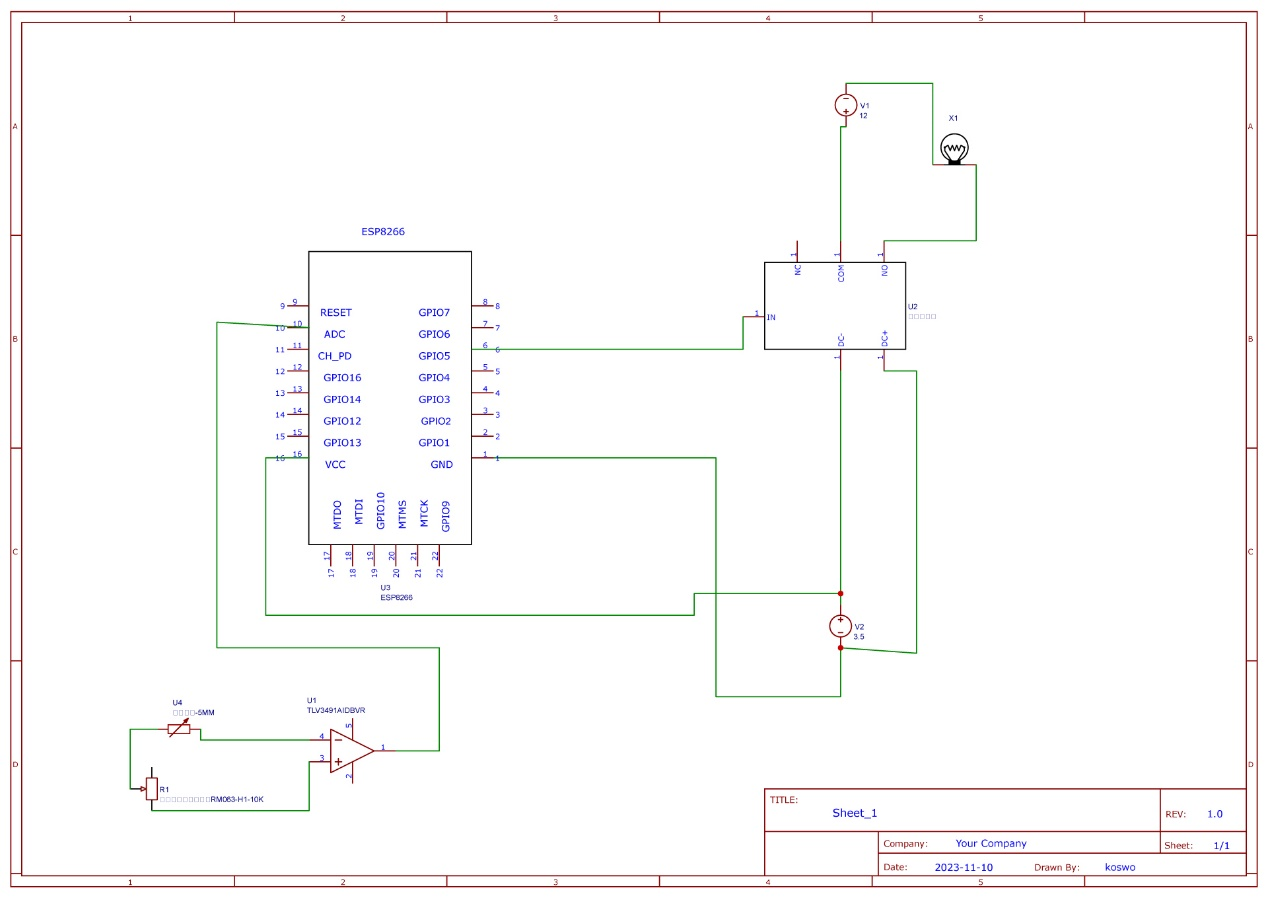 1 2 3 4 5
A A
B B
C C
D D
V1
12
X1
ESP8266
9 9 RESET GPIO7 8 8
10 10 ADC GPIO6 7 7
11 11 CH_PD GPIO5 6 6
12 12 GPIO16 GPIO4 5 5
13 13 GPIO14 GPIO3 4 4
14 14 GPIO12 GPIO2 3 3
15 15 GPIO13 GPIO1 2 2
16 16 VCC GND 1 1
MTDO MTDI GPIO10 MTMS MTCK GPIO9
17 18 19 20 21 22
17 18 19 20 21 22
U3
ESP8266
1 1 1
NC COM NO
1 IN
U2
DC- DC+
1 1
V2
3.5
U4
-5MM
U1
TLV3491AIDBVR
5
4
3
1
2
R1
RM063-H1-10K
TITLE:
Sheet_1
REV: 1.0
Company: Your Company
Sheet: 1/1
Date: 2023-11-10 Drawn By: koswo
1 2 3 4 5